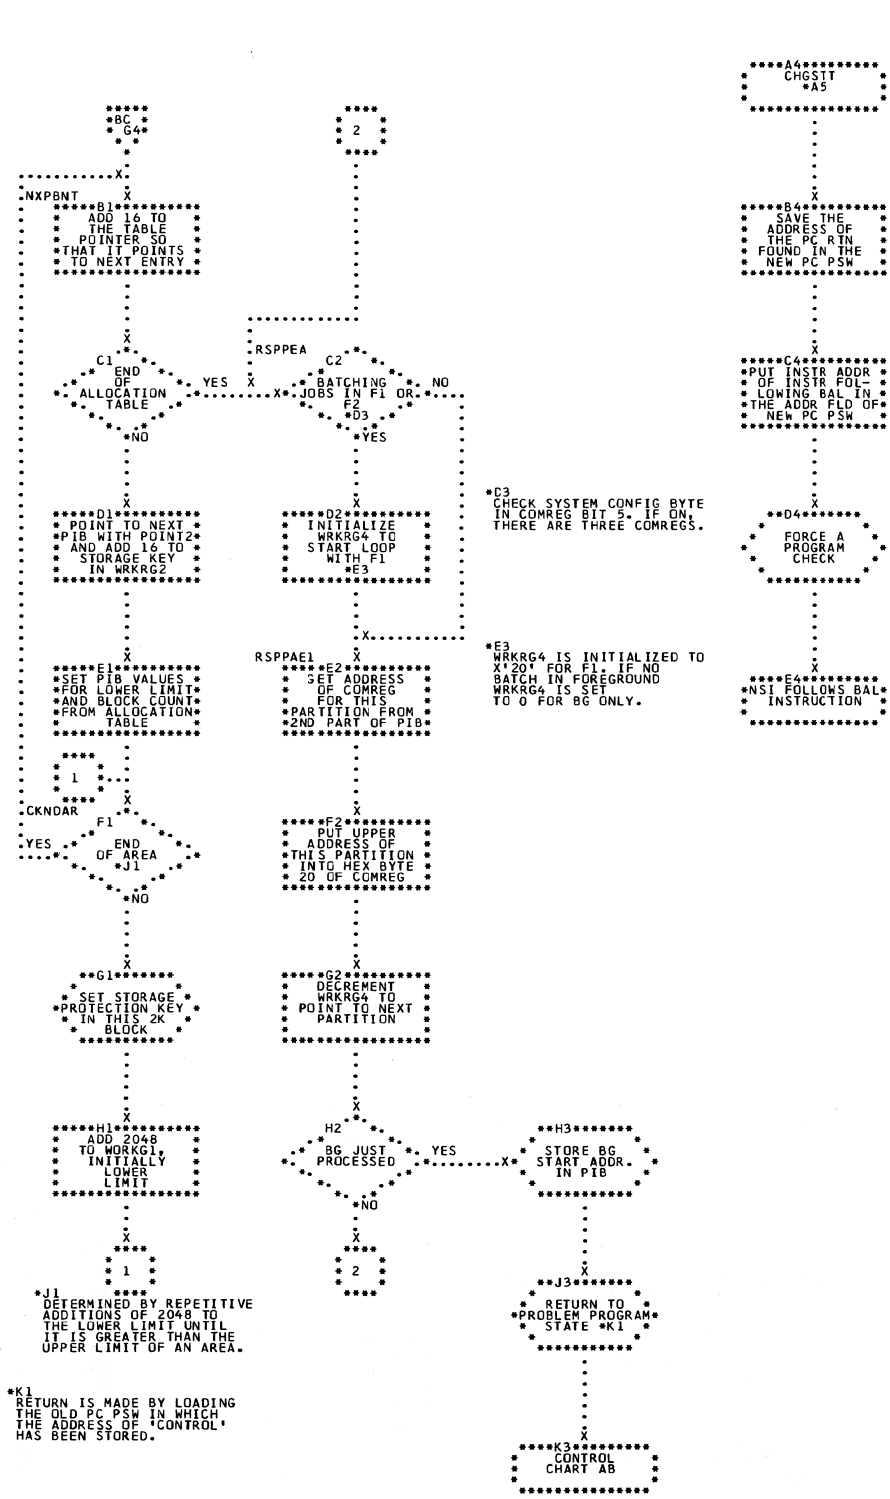 BC
G4
NXPBNT
B1
ADD 16 TO
THE TABLE
POINTER SO
THAT IT POINTS
TO NEXT ENTRY
C1
END
OF
ALLOCATION
TABLE
YES
*NO
D1
POINT TO NEXT
PIB WITH POINT2
AND ADD 16 TO
STORAGE KEY
IN WRKRG2
E1
SET PIB VALUES
FOR LOWER LIMIT
AND BLOCK COUNT
FROM ALLOCATION
TABLE
1
CKNDAR
F1
YES
END
OF AREA
*J1
*NO
G1
SET STORAGE
PROTECTION KEY
IN THIS 2K
BLOCK
H1
ADD 2048
TO WORKG1,
INITIALLY
LOWER
LIMIT
1
*J1
DETERMINED BY REPETITIVE
ADDITIONS OF 2048 TO
THE LOWER LIMIT UNTIL
IT IS GREATER THAN THE
UPPER LIMIT OF AN AREA.
*K1
RETURN IS MADE BY LOADING
THE OLD PC PSW IN WHICH
THE ADDRESS OF 'CONTROL'
HAS BEEN STORED.
2
RSPPEA
C2
BATCHING
JOBS IN F1 OR
F2
*D3
NO
*YES
D2
INITIALIZE
WRKRG4 TO
START LOOP
WITH F1
*E3
RSPPAE1
E2
GET ADDRESS
OF COMREG
FOR THIS
PARTITION FROM
2ND PART OF PIB
F2
PUT UPPER
ADDRESS OF
THIS PARTITION
INTO HEX BYTE
20 OF COMREG
G2
DECREMENT
WRKRG4 TO
POINT TO NEXT
PARTITION
H2
BG JUST
PROCESSED
YES
*NO
2
*D3
CHECK SYSTEM CONFIG BYTE
IN COMREG BIT 5. IF ON,
THERE ARE THREE COMREGS.
*E3
WRKRG4 IS INITIALIZED TO
X'20' FOR F1. IF NO
BATCH IN FOREGROUND
WRKRG4 IS SET
TO 0 FOR BG ONLY.
H3
STORE BG
START ADDR.
IN PIB
J3
RETURN TO
PROBLEM PROGRAM
STATE *K1
K3
CONTROL
CHART AB
A4
CHGSTT
*A5
B4
SAVE THE
ADDRESS OF
THE PC RTN
FOUND IN THE
NEW PC PSW
C4
PUT INSTR ADDR
OF INSTR FOL-
LOWING BAL IN
THE ADDR FLD OF
NEW PC PSW
D4
FORCE A
PROGRAM
CHECK
E4
NSI FOLLOWS BAL
INSTRUCTION